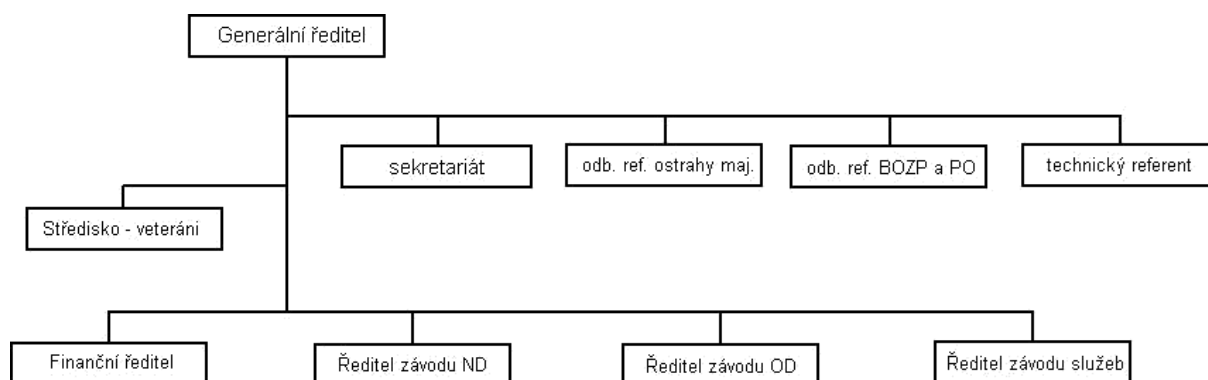 Generální ředitel
sekretariát
odb. ref. ostrahy maj.
odb. ref. BOZP a PO
technický referent
Středisko - veteráni
Finanční ředitel
Ředitel závodu ND
Ředitel závodu OD
Ředitel závodu služeb